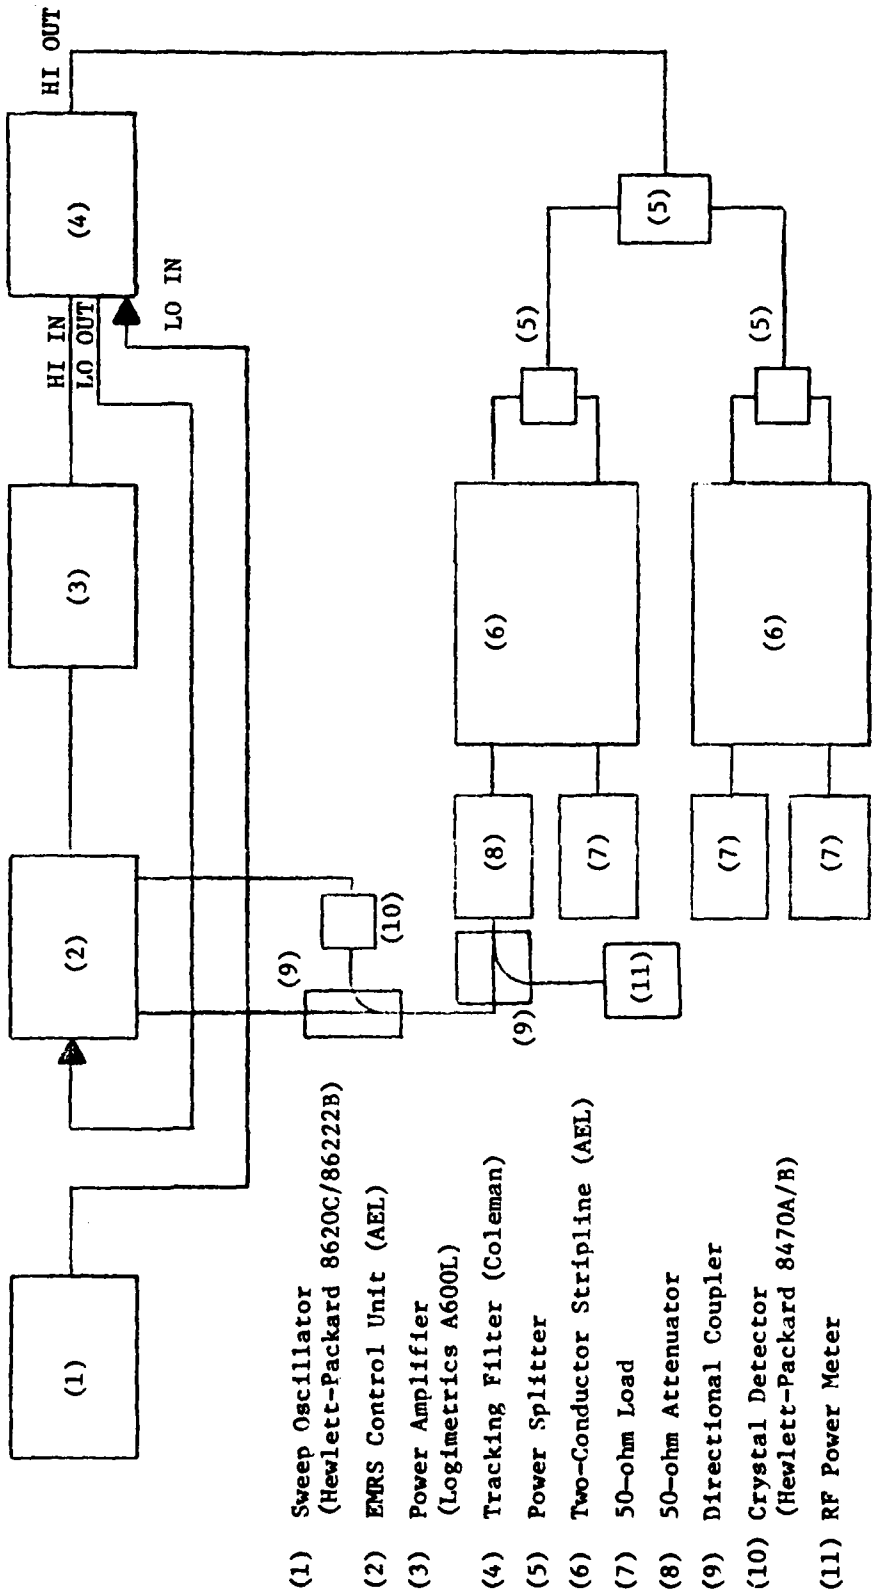 (1)
(2)
(3)
(4)
HI IN
LO OUT
LO IN
HI OUT
(9)
(10)
(5)
(5)
(5)
(8)
(6)
(7)
(9)
(11)
(7)
(6)
(7)
(1) Sweep Oscillator
(Hewlett-Packard 8620C/86222B)
(2) EMRS Control Unit (AEL)
(3) Power Amplifier
(Logimetrics A600L)
(4) Tracking Filter (Coleman)
(5) Power Splitter
(6) Two-Conductor Stripline (AEL)
(7) 50-ohm Load
(8) 50-ohm Attenuator
(9) Directional Coupler
(10) Crystal Detector
(Hewlett-Packard 8470A/B)
(11) RF Power Meter